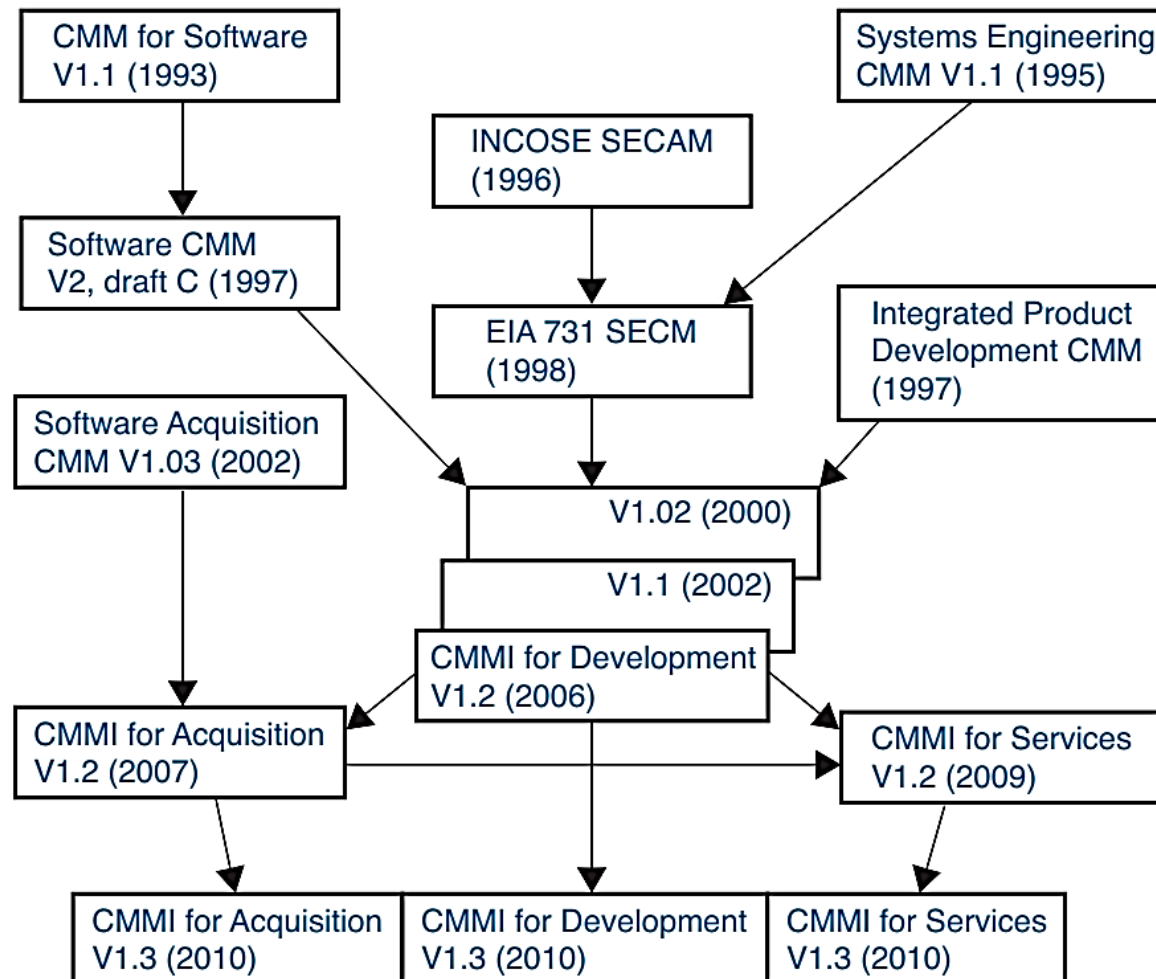 CMM for Software
V1.1 (1993)
Systems Engineering
CMM V1.1 (1995)
INCOSE SECAM
(1996)
Software CMM
V2, draft C (1997)
EIA 731 SECM
(1998)
Integrated Product
Development CMM
(1997)
Software Acquisition
CMM V1.03 (2002)
V1.02 (2000)
V1.1 (2002)
CMMI for Development
V1.2 (2006)
CMMI for Acquisition
V1.2 (2007)
CMMI for Services
V1.2 (2009)
CMMI for Acquisition
V1.3 (2010)
CMMI for Development
V1.3 (2010)
CMMI for Services
V1.3 (2010)